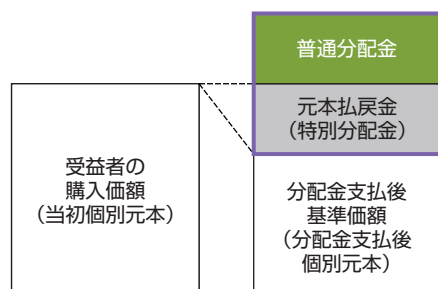 普通分配金
元本払戻金
（特別分配金）
受益者の
購入価額
（当初個別元本）
分配金支払後
基準価額
（分配金支払後
個別元本）